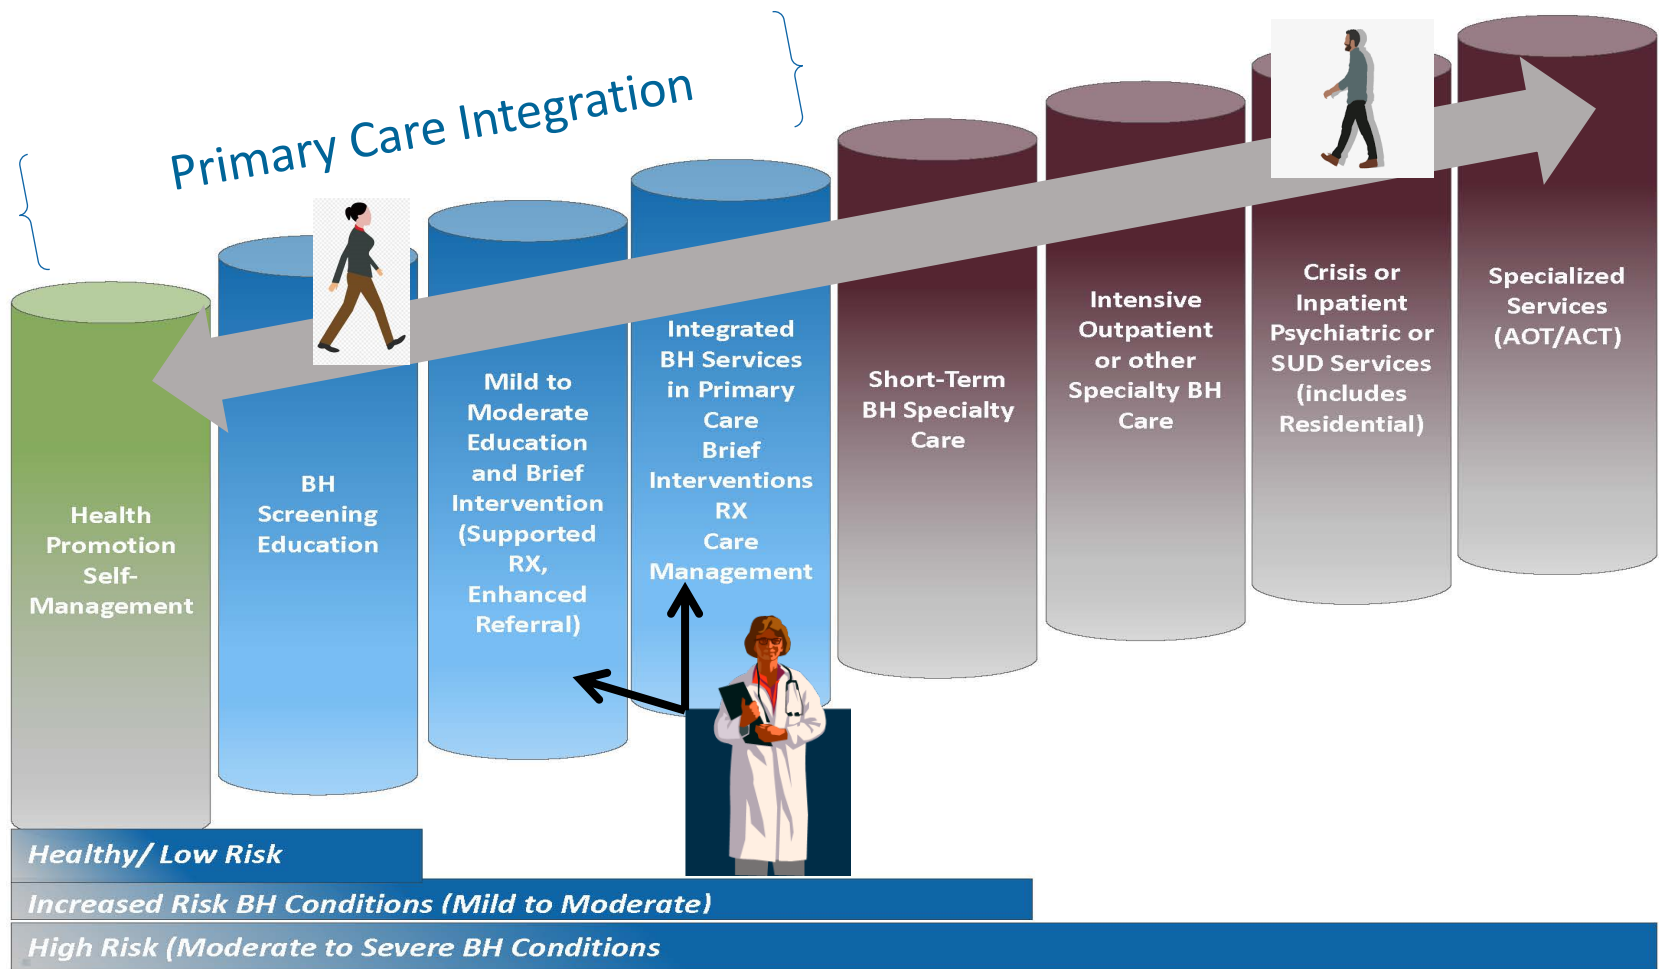 Primary Care Integration
Health
Promotion
Self-
Management
BH
Screening
Education
Mild to
Moderate
Education
and Brief
Intervention
(Supported
RX,
Enhanced
Referral)
Integrated
BH Services
in Primary
Care
Brief
Interventions
RX
Care
Management
Short-Term
BH Specialty
Care
Intensive
Outpatient
or other
Specialty BH
Care
Crisis or
Inpatient
Psychiatric or
SUD Services
(includes
Residential)
Specialized
Services
(AOT/ACT)
Healthy/ Low Risk
Increased Risk BH Conditions (Mild to Moderate)
High Risk (Moderate to Severe BH Conditions